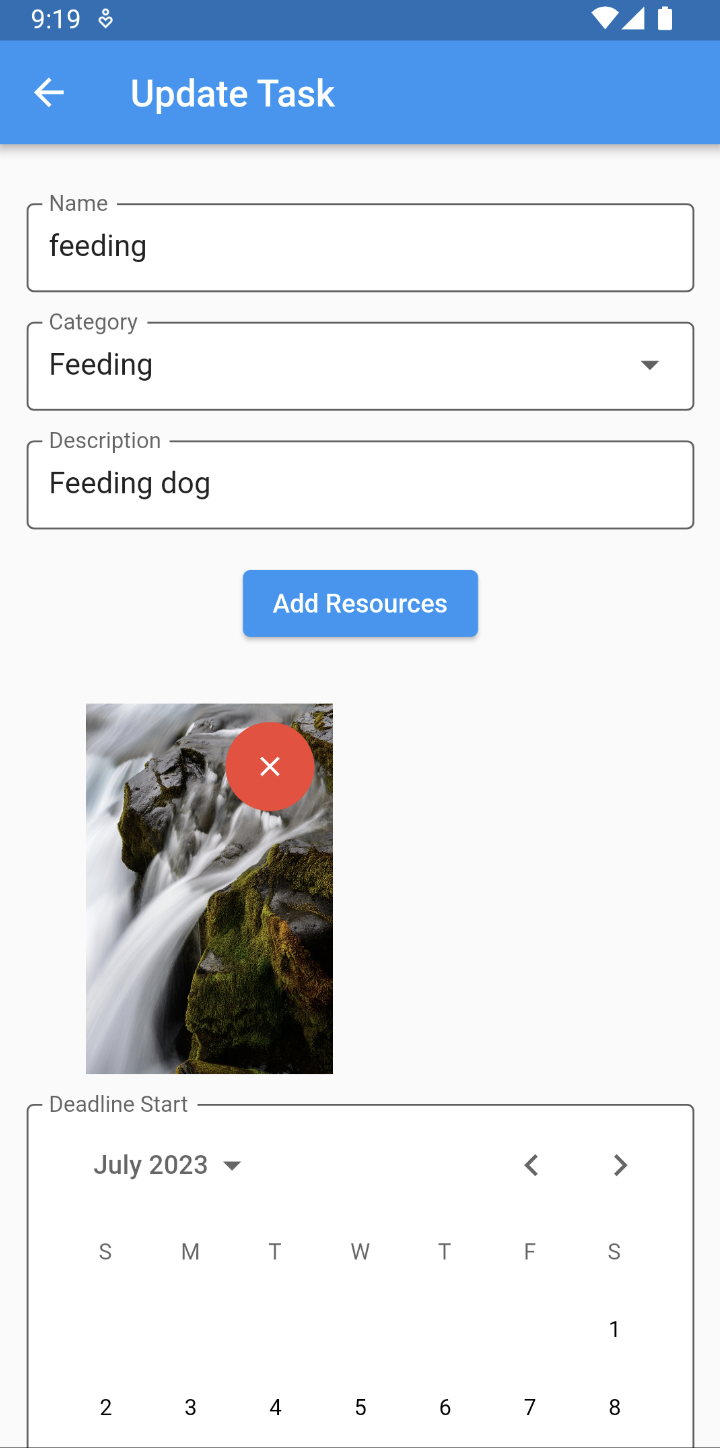 9:19
Update Task
Name
feeding
Category
Feeding
Description
Feeding dog
Add Resources
Deadline Start
July 2023
S M T W T F S
1
2 3 4 5 6 7 8